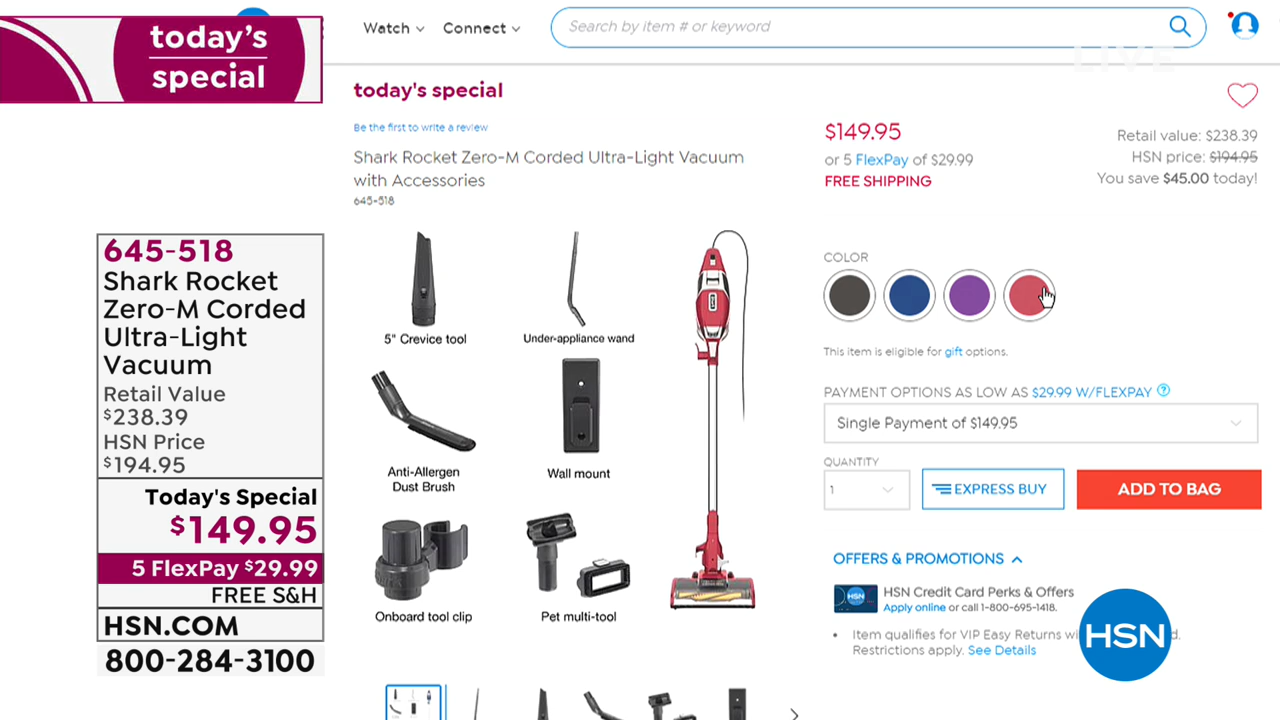 today's
special
645-518
Shark Rocket
Zero-M Corded
Ultra-Light
Vacuum
Retail Value
$238.39
HSN Price
$194.95
Today's Special
$149.95
5 FlexPay $29.99
FREE S&H
HSN.COM
800-284-3100
Watch
Connect
Search by item # or keyword
LIVE
today's special
Be the first to write a review
Shark Rocket Zero-M Corded Ultra-Light Vacuum
with Accessories
645-518
5" Crevice tool
Under-appliance wand
Anti-Allergen
Dust Brush
Wall mount
Onboard tool clip
Pet multi-tool
$149.95
or 5 FlexPay of $29.99
FREE SHIPPING
Retail value: $238.39
HSN price: $194.95
You save $45.00 today!
COLOR
This item is eligible for gift options.
PAYMENT OPTIONS AS LOW AS $29.99 W/FLEXPAY ?
Single Payment of $149.95
QUANTITY
1
EXPRESS BUY
ADD TO BAG
OFFERS & PROMOTIONS
HSN
HSN Credit Card Perks & Offers
Apply online or call 1-800-695-1418.
• Item qualifies for VIP Easy Returns
Restrictions apply. See Details
HSN